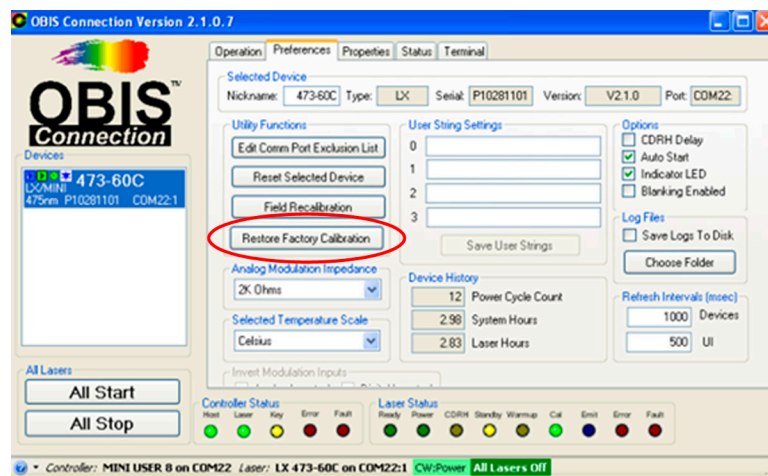 OBIS Connection Version 2.1.0.7
OBIS™
Connection
Devices
473-60C
LX/MINI
475nm P10281101 COM22:1
All Lasers
All Start
All Stop
Operation Preferences Properties Status Terminal
Selected Device
Nickname: 473-60C Type: LX Serial: P10281101 Version: V2.1.0 Port: COM22:
Utility Functions
Edit Comm Port Exclusion List
Reset Selected Device
Field Recalibration
Restore Factory Calibration
Analog Modulation Impedance
2K Ohms
Selected Temperature Scale
Celsius
Invert Modulation Inputs
User String Settings
0
1
2
3
Save User Strings
Device History
12 Power Cycle Count
2.98 System Hours
2.83 Laser Hours
Options
CDRH Delay
Auto Start
Indicator LED
Blanking Enabled
Log Files
Save Logs To Disk
Choose Folder
Refresh Intervals (msec)
1000 Devices
500 UI
Controller Status
Host Laser Key Error Fault
Laser Status
Ready Power CDRH Standby Warmup Cal Emit Error Fault
Controller: MINI USER 8 on COM22 Laser: LX 473-60C on COM22:1 CW:Power All Lasers Off